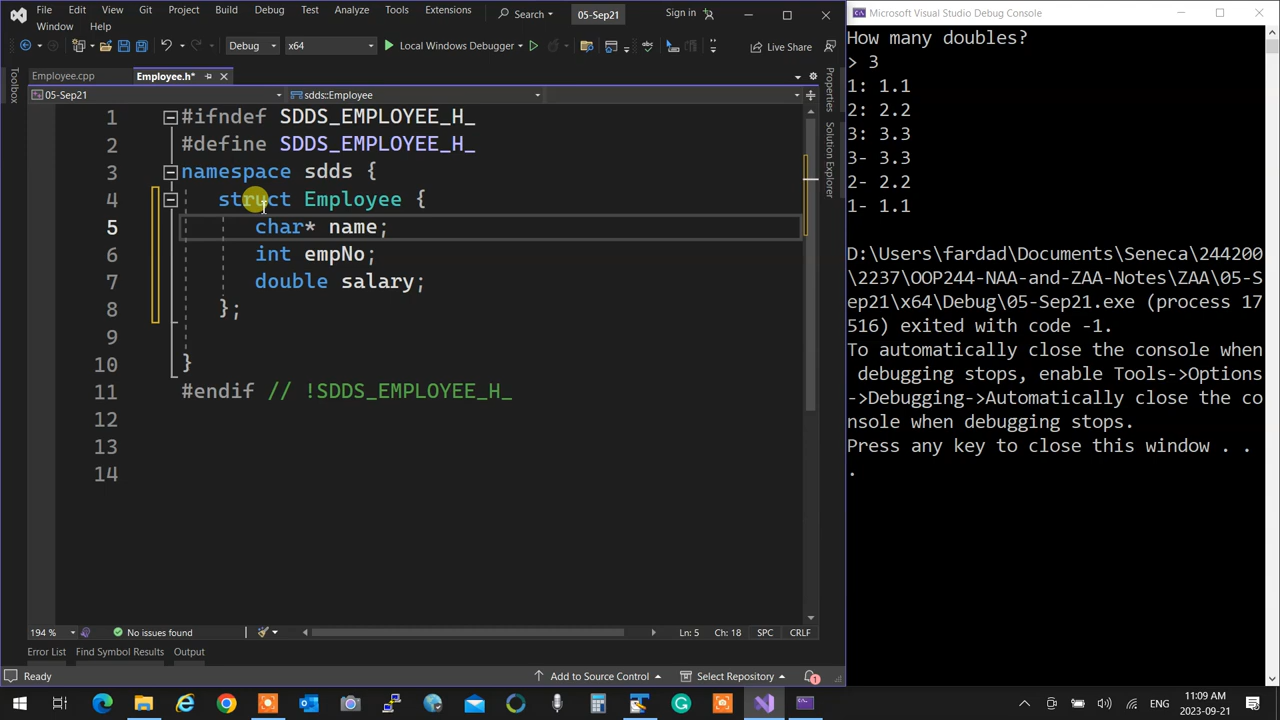 File Edit View Git Project Build Debug Test Analyze Tools Extensions Search 05-Sep21 Sign in
Window Help
Debug x64 Local Windows Debugger Live Share
Employee.cpp Employee.h*
05-Sep21 sdds::Employee
Toolbox
Properties
Solution Explorer
1 #ifndef SDDS_EMPLOYEE_H_
2 #define SDDS_EMPLOYEE_H_
3 namespace sdds {
4 struct Employee {
5 char* name;
6 int empNo;
7 double salary;
8 };
9
10 }
11 #endif // !SDDS_EMPLOYEE_H_
12
13
14
194 % No issues found Ln: 5 Ch: 18 SPC CRLF
Error List Find Symbol Results Output
Ready Add to Source Control Select Repository 1
Microsoft Visual Studio Debug Console
How many doubles?
> 3
1: 1.1
2: 2.2
3: 3.3
3- 3.3
2- 2.2
1- 1.1
D:\Users\fardad\Documents\Seneca\244200
\2237\OOP244-NAA-and-ZAA-Notes\ZAA\05-S
ep21\x64\Debug\05-Sep21.exe (process 17
516) exited with code -1.
To automatically close the console when
debugging stops, enable Tools->Options
->Debugging->Automatically close the co
nsole when debugging stops.
Press any key to close this window . .
.
ENG 11:09 AM
2023-09-21